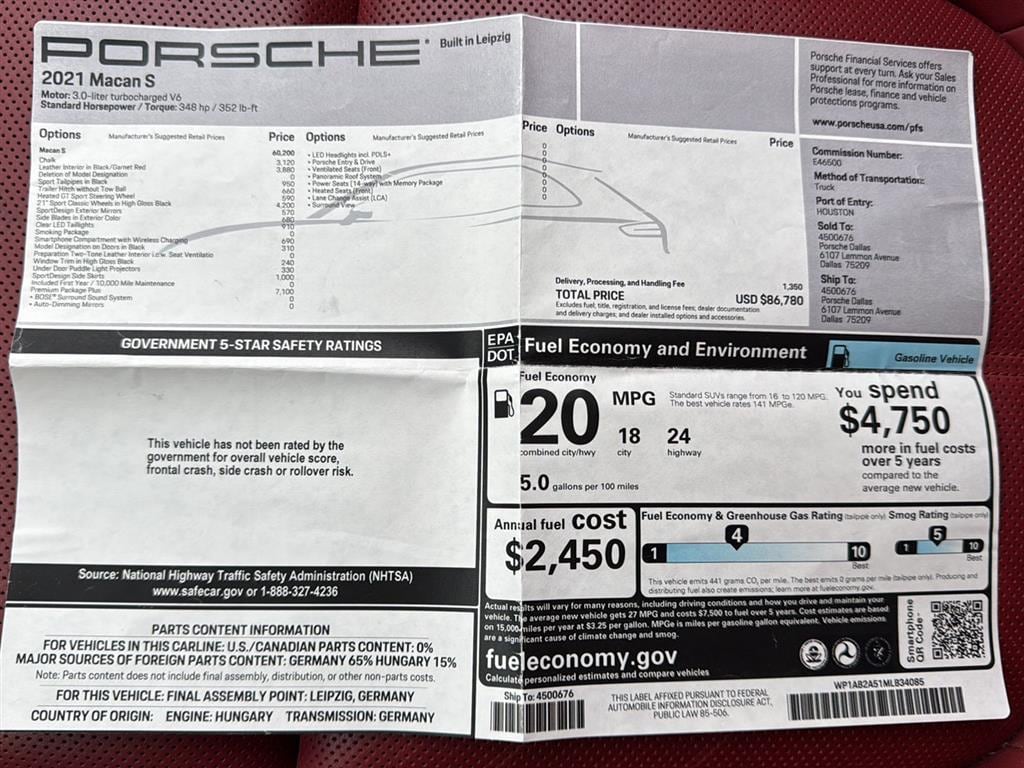 PORSCHE® Built in Leipzig
2021 Macan S
Motor: 3.0-liter turbocharged V6
Standard Horsepower / Torque: 348 hp / 352 lb-ft
Options Manufacturer's Suggested Retail Prices Price
Macan S 60,200
Chalk 3,120
Leather Interior in Black/Garnet Red 3,880
Deletion of Model Designation 0
Sport Tailpipes in Black 950
Trailer Hitch without Tow Ball 660
Heated GT Sport Steering Wheel 590
21" Sport Classic Wheels in High Gloss Black 4,200
SportDesign Exterior Mirrors 570
Side Blades in Exterior Color 680
Clear LED Taillights 910
Smoking Package 0
Smartphone Compartment with Wireless Charging 690
Model Designation on Doors in Black 310
Preparation Two-Tone Leather Interior i.c.w. Seat Ventilatio 0
Window Trim in High Gloss Black 240
Under Door Puddle Light Projectors 330
SportDesign Side Skirts 1,000
Included First Year / 10,000 Mile Maintenance 0
Premium Package Plus 7,100
• BOSE™ Surround Sound System 0
• Auto-Dimming Mirrors 0
Options Manufacturer's Suggested Retail Prices Price
• LED Headlights incl. PDLS+ 0
• Porsche Entry & Drive 0
• Ventilated Seats (Front) 0
• Panoramic Roof System 0
• Power Seats (14-way) with Memory Package 0
• Heated Seats (Front) 0
• Lane Change Assist (LCA) 0
• Surround View 0
Options Manufacturer's Suggested Retail Prices Price
Delivery, Processing, and Handling Fee 1,350
TOTAL PRICE USD $86,780
Excludes fuel, title, registration, and license fees; dealer documentation
and delivery charges; and dealer installed options and accessories.
Porsche Financial Services offers
support at every turn. Ask your Sales
Professional for more information on
Porsche lease, finance and vehicle
protections programs.
www.porscheusa.com/pfs
Commission Number:
E46500
Method of Transportation:
Truck
Port of Entry:
HOUSTON
Sold To:
4500676
Porsche Dallas
6107 Lemmon Avenue
Dallas 75209
Ship To:
4500676
Porsche Dallas
6107 Lemmon Avenue
Dallas 75209
GOVERNMENT 5-STAR SAFETY RATINGS
This vehicle has not been rated by the
government for overall vehicle score,
frontal crash, side crash or rollover risk.
Source: National Highway Traffic Safety Administration (NHTSA)
www.safecar.gov or 1-888-327-4236
PARTS CONTENT INFORMATION
FOR VEHICLES IN THIS CARLINE: U.S./CANADIAN PARTS CONTENT: 0%
MAJOR SOURCES OF FOREIGN PARTS CONTENT: GERMANY 65% HUNGARY 15%
Note: Parts content does not include final assembly, distribution, or other non-parts costs.
FOR THIS VEHICLE: FINAL ASSEMBLY POINT: LEIPZIG, GERMANY
COUNTRY OF ORIGIN: ENGINE: HUNGARY TRANSMISSION: GERMANY
EPA
DOT
Fuel Economy and Environment
Gasoline Vehicle
Fuel Economy
20 MPG
combined city/hwy
18
city
24
highway
Standard SUVs range from 16 to 120 MPG.
The best vehicle rates 141 MPGe.
5.0 gallons per 100 miles
You spend
$4,750
more in fuel costs
over 5 years
compared to the
average new vehicle.
Annual fuel cost
$2,450
Fuel Economy & Greenhouse Gas Rating (tailpipe only)
1
4
10
Best
Smog Rating (tailpipe only)
1
5
10
Best
This vehicle emits 441 grams CO2 per mile. The best emits 0 grams per mile (tailpipe only). Producing and
distributing fuel also create emissions; learn more at fueleconomy.gov.
Actual results will vary for many reasons, including driving conditions and how you drive and maintain your
vehicle. The average new vehicle gets 27 MPG and costs $7,500 to fuel over 5 years. Cost estimates are based
on 15,000 miles per year at $3.25 per gallon. MPGe is miles per gasoline gallon equivalent. Vehicle emissions
are a significant cause of climate change and smog.
fueleconomy.gov
Calculate personalized estimates and compare vehicles
Smartphone
QR Code™
Ship To: 4500676
THIS LABEL AFFIXED PURSUANT TO FEDERAL
AUTOMOBILE INFORMATION DISCLOSURE ACT,
PUBLIC LAW 85-506.
WP1AB2A51MLB34085